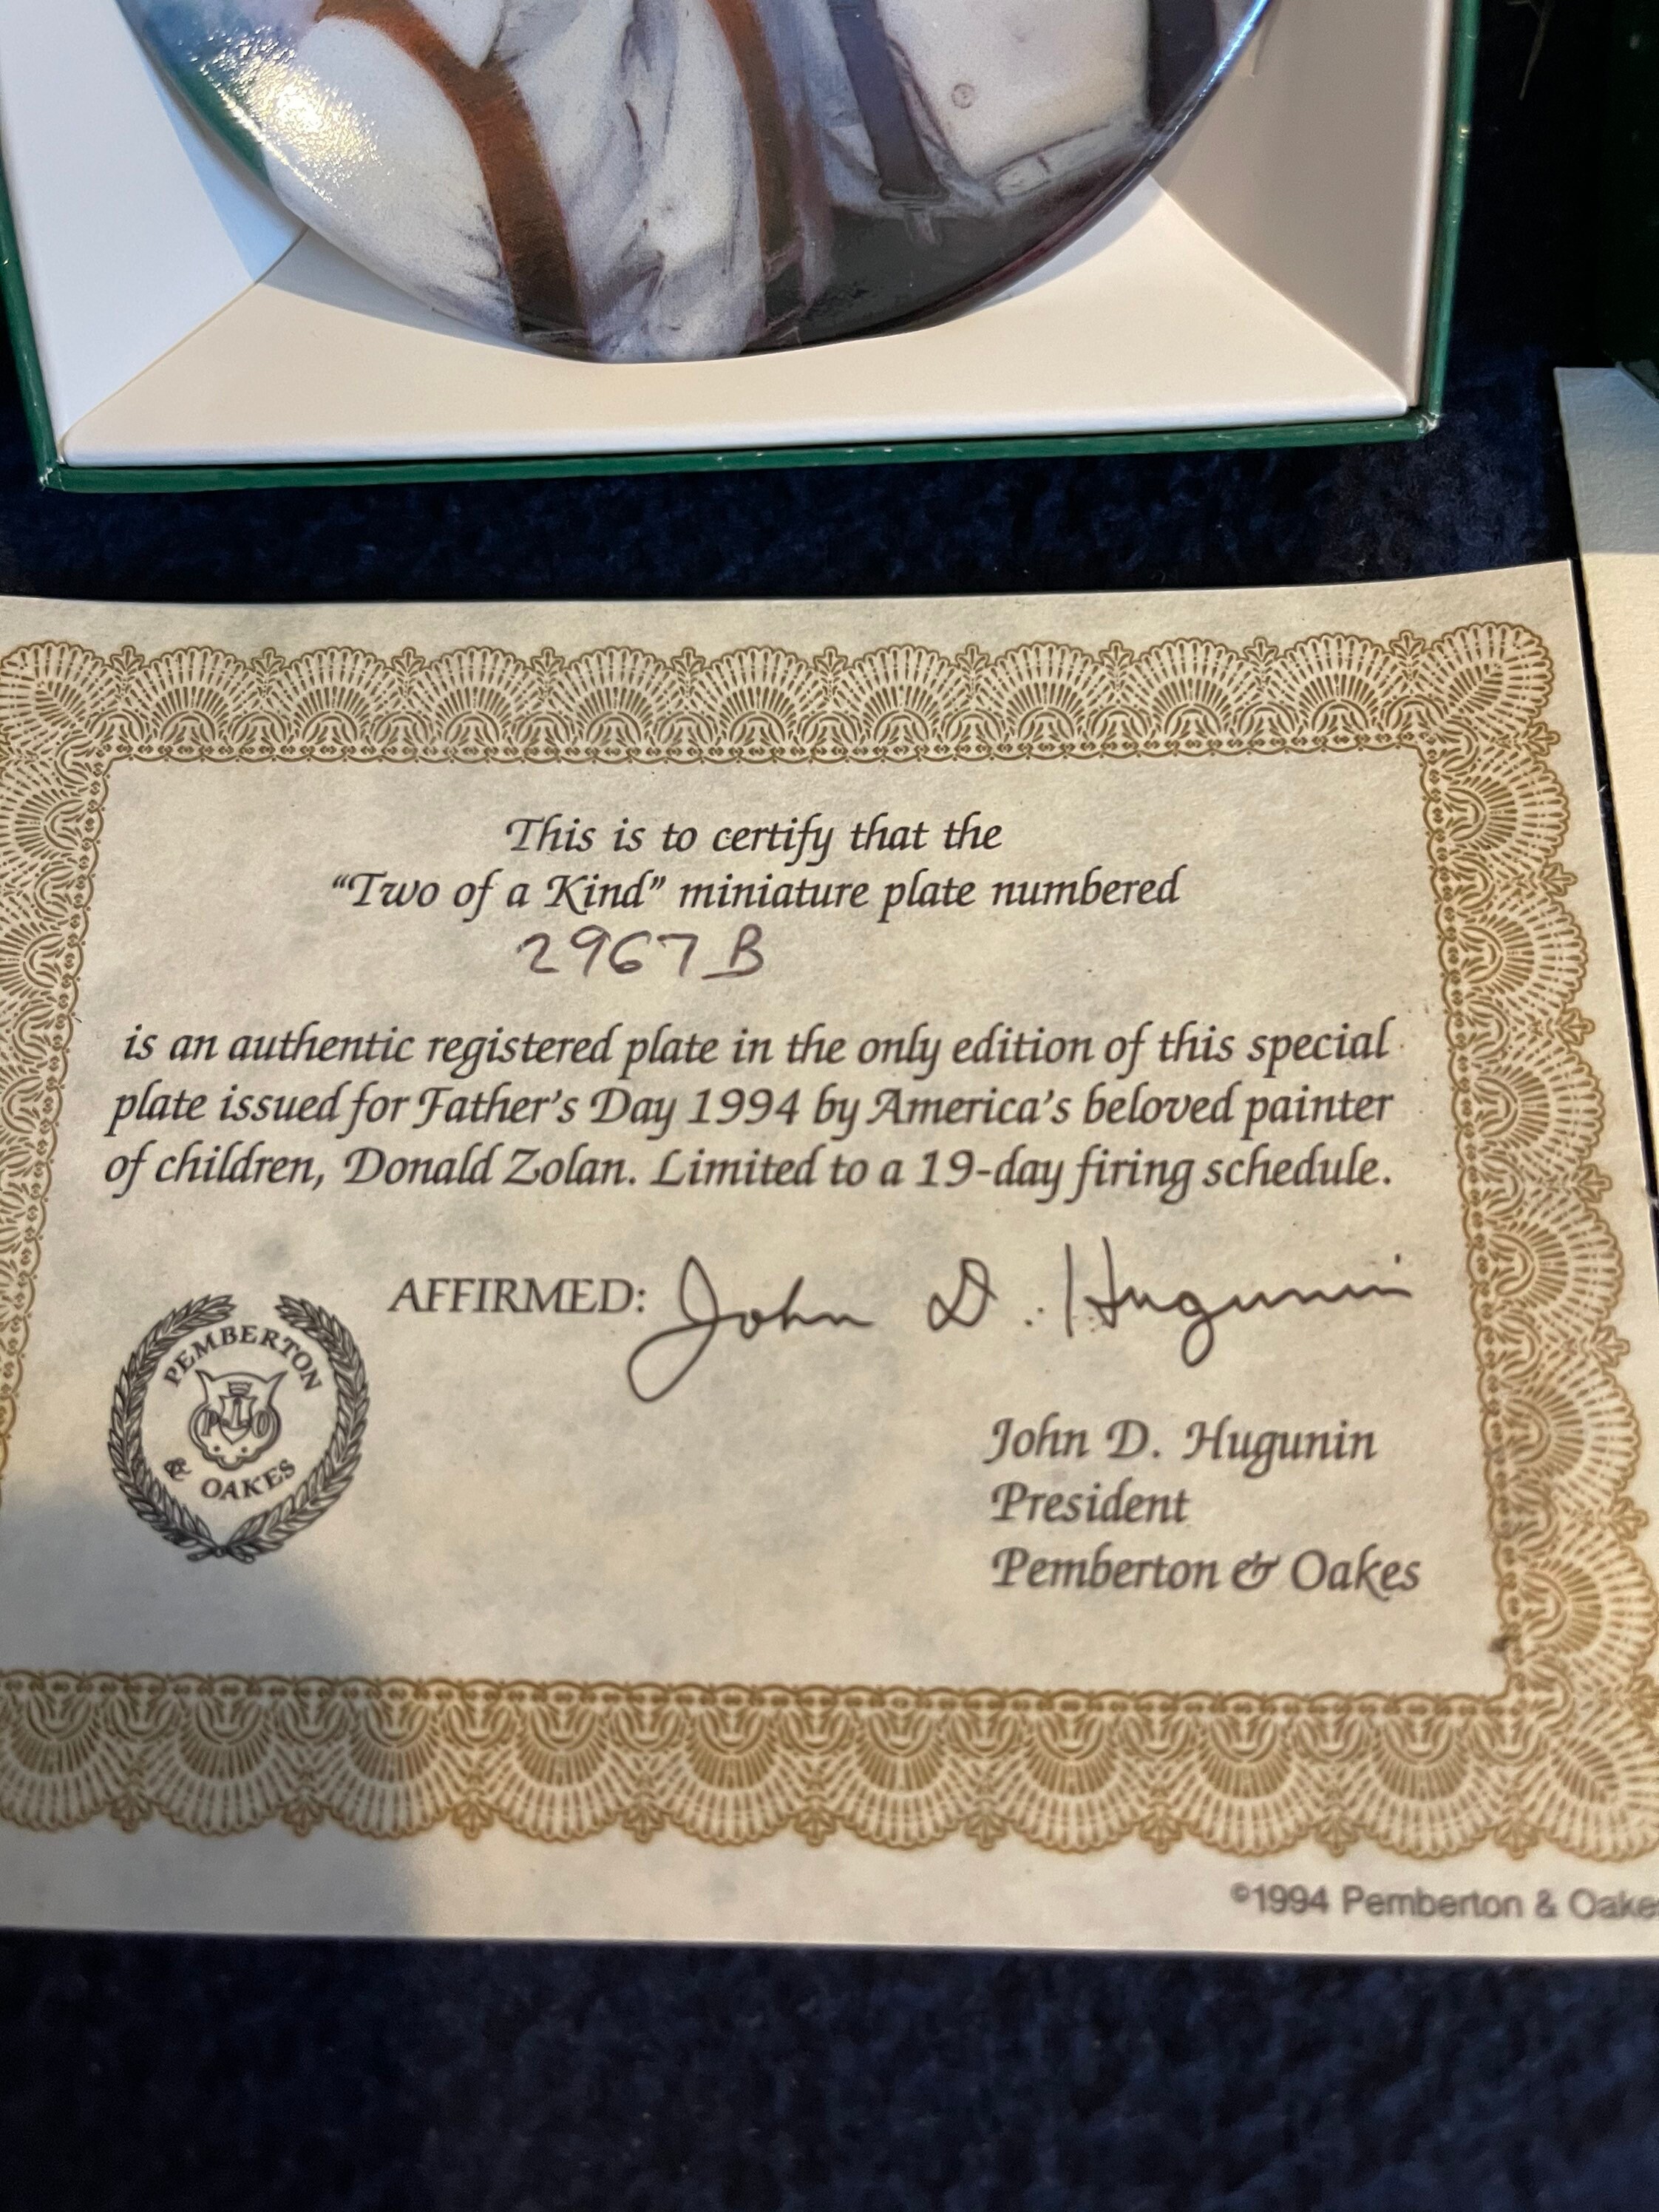 This is to certify that the
“Two of a Kind” miniature plate numbered
2967 B
is an authentic registered plate in the only edition of this special
plate issued for Father's Day 1994 by America's beloved painter
of children, Donald Zolan. Limited to a 19-day firing schedule.
AFFIRMED: John D. Hugunin
PEMBERTON
P&O
& OAKES
John D. Hugunin
President
Pemberton & Oakes
©1994 Pemberton & Oakes